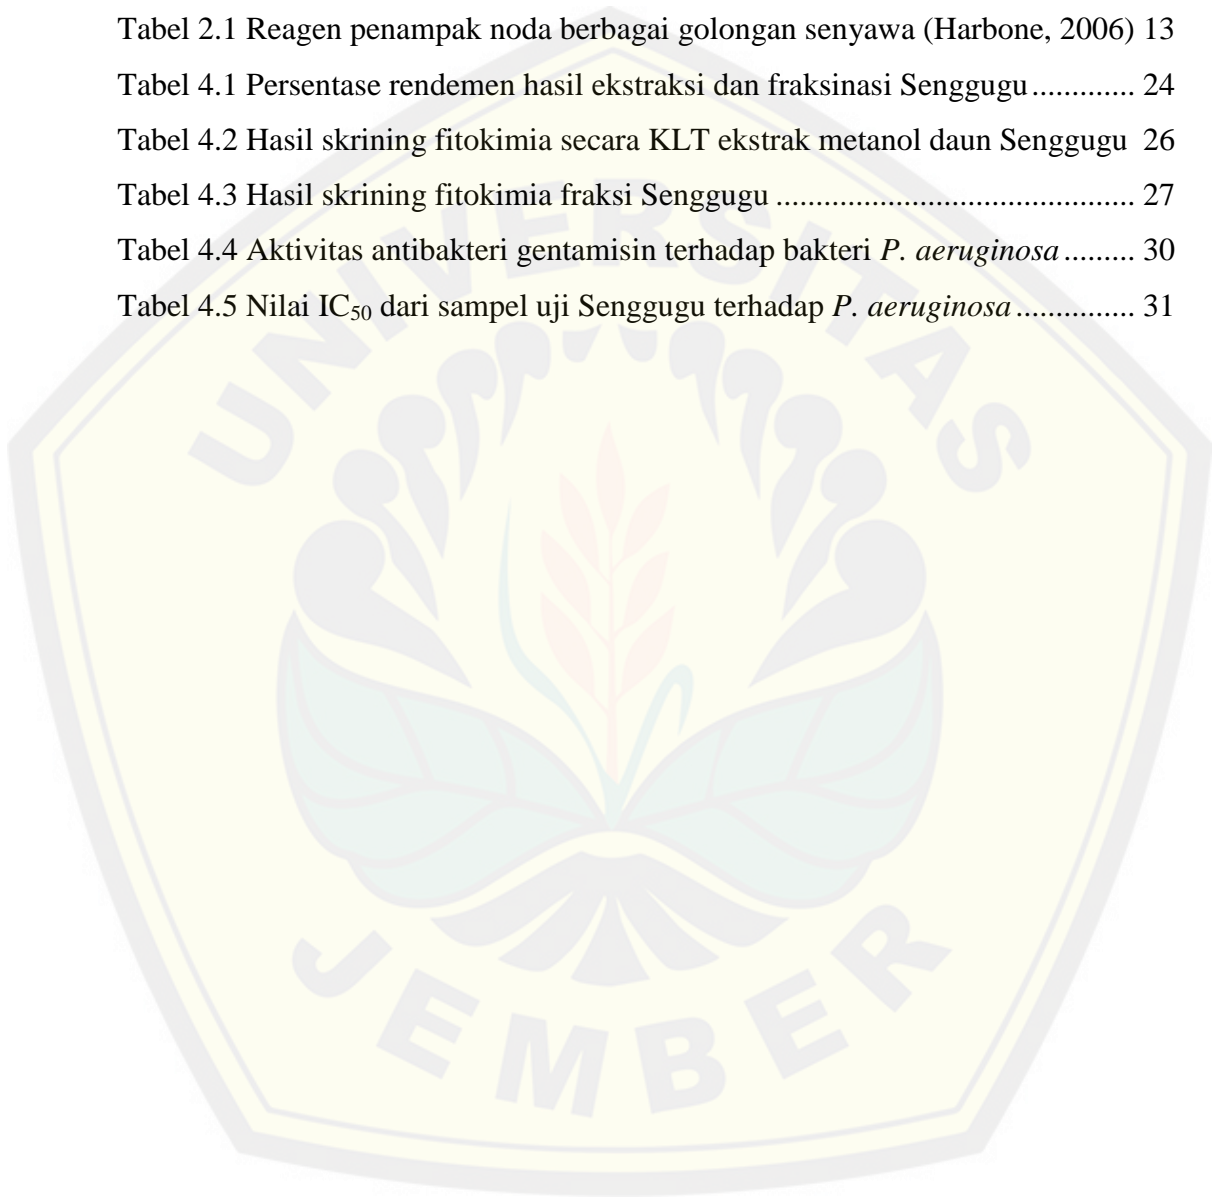 Tabel 2.1 Reagen penampak noda berbagai golongan senyawa (Harbone, 2006) 13
Tabel 4.1 Persentase rendemen hasil ekstraksi dan fraksinasi Senggugu ............. 24
Tabel 4.2 Hasil skrining fitokimia secara KLT ekstrak metanol daun Senggugu 26
Tabel 4.3 Hasil skrining fitokimia fraksi Senggugu ............................................. 27
Tabel 4.4 Aktivitas antibakteri gentamisin terhadap bakteri P. aeruginosa ......... 30
Tabel 4.5 Nilai IC50 dari sampel uji Senggugu terhadap P. aeruginosa ............... 31
UNIVERSITAS
JEMBER